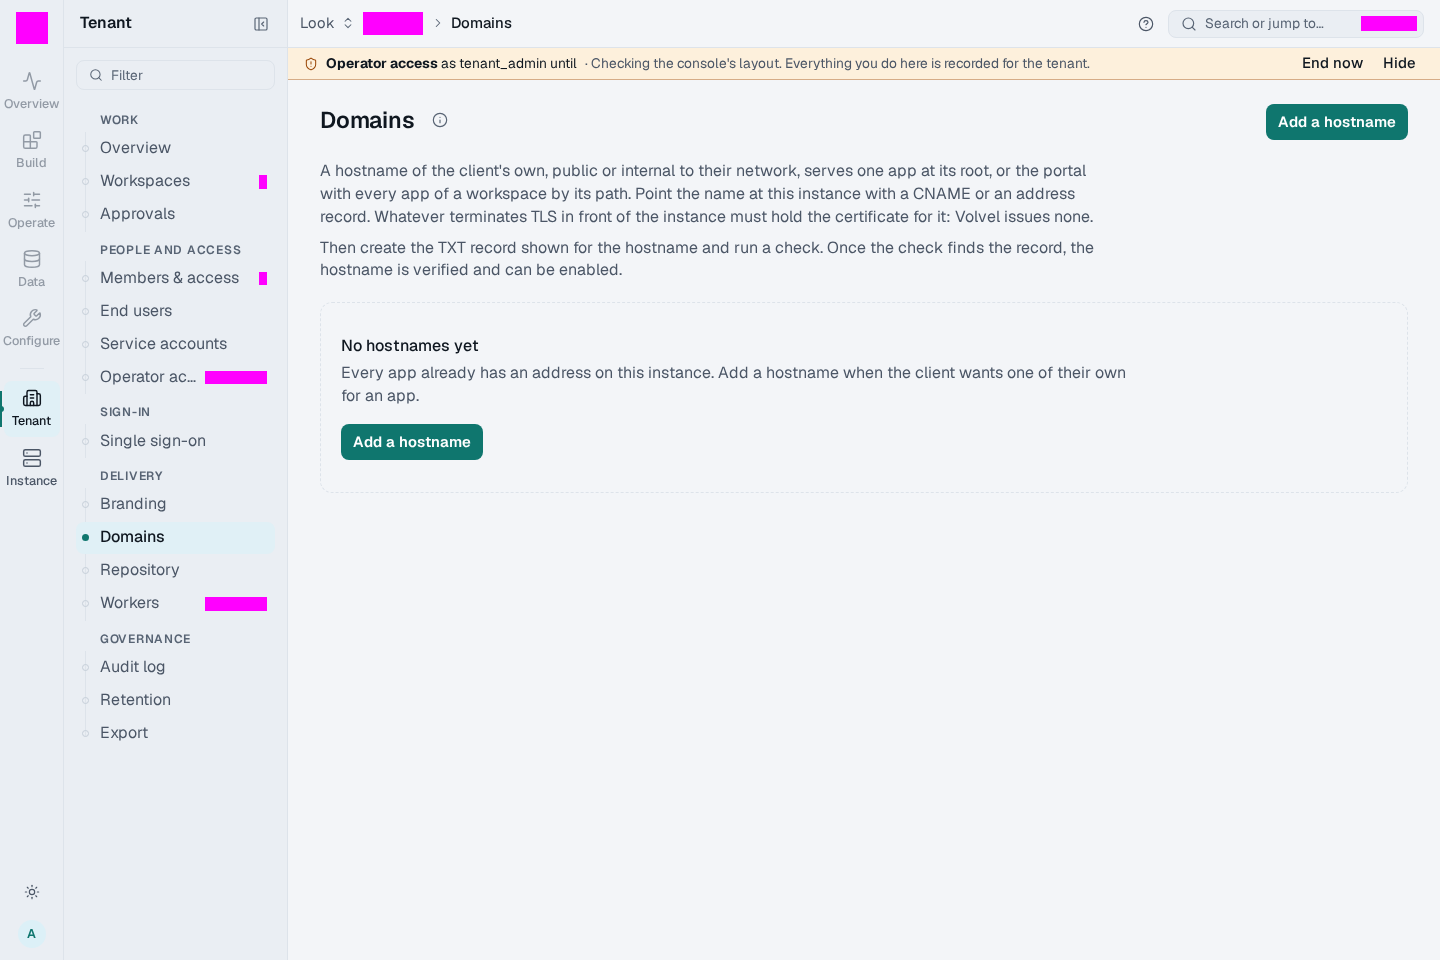 Tenant
Look
Domains
Search or jump to...
Overview
Build
Operate
Data
Configure
Tenant
Instance
A
Filter
WORK
Overview
Workspaces
Approvals
PEOPLE AND ACCESS
Members & access
End users
Service accounts
Operator ac...
SIGN-IN
Single sign-on
DELIVERY
Branding
Domains
Repository
Workers
GOVERNANCE
Audit log
Retention
Export
Operator access as tenant_admin until · Checking the console's layout. Everything you do here is recorded for the tenant.
End now
Hide
Domains
Add a hostname
A hostname of the client's own, public or internal to their network, serves one app at its root, or the portal
with every app of a workspace by its path. Point the name at this instance with a CNAME or an address
record. Whatever terminates TLS in front of the instance must hold the certificate for it: Volvel issues none.
Then create the TXT record shown for the hostname and run a check. Once the check finds the record, the
hostname is verified and can be enabled.
No hostnames yet
Every app already has an address on this instance. Add a hostname when the client wants one of their own
for an app.
Add a hostname